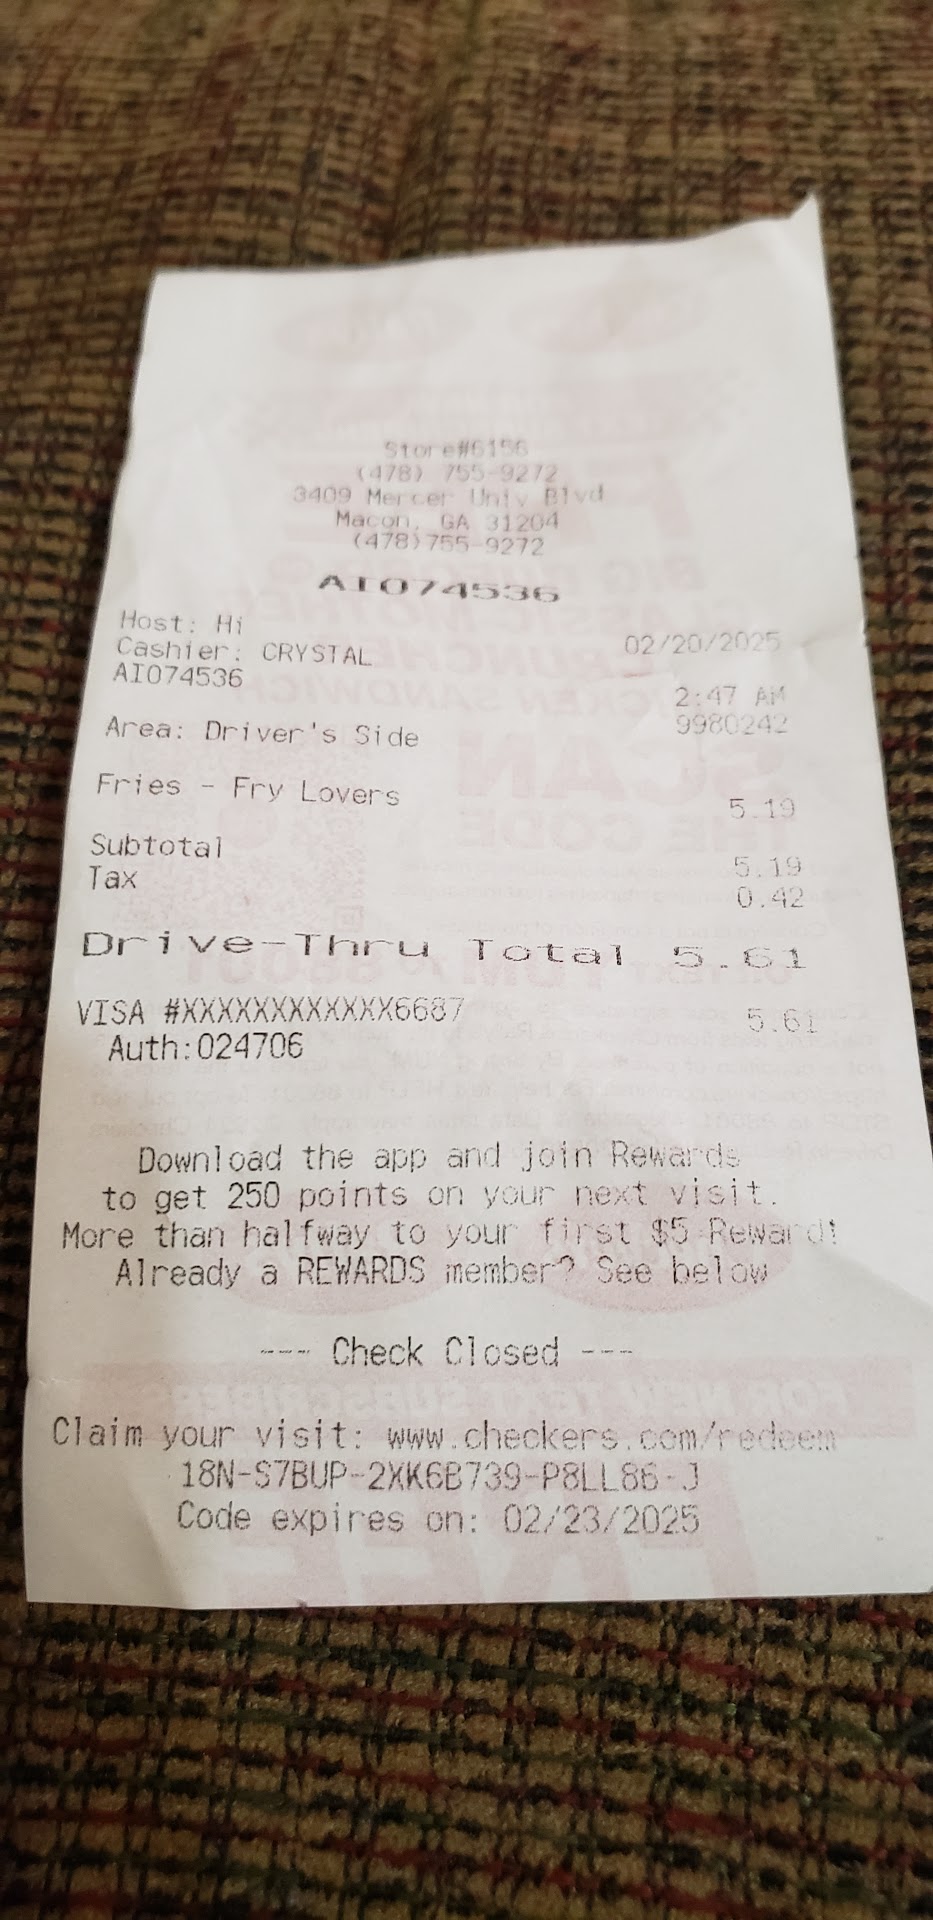 Store#6156
(478) 755-9272
3409 Mercer Univ Blvd
Macon, GA 31204
(478)755-9272
AIO74536
Host: Hi
Cashier: CRYSTAL 02/20/2025
AIO74536
2:47 AM
Area: Driver's Side 9980242
Fries - Fry Lovers 5.19
Subtotal 5.19
Tax 0.42
Drive-Thru Total 5.61
VISA #XXXXXXXXXXXX6687 5.61
Auth:024706
Download the app and join Rewards
to get 250 points on your next visit.
More than halfway to your first $5 Reward!
Already a REWARDS member? See below
--- Check Closed ---
Claim your visit: www.checkers.com/redeem
18N-S7BUP-2XK6B739-P8LL86-J
Code expires on: 02/23/2025